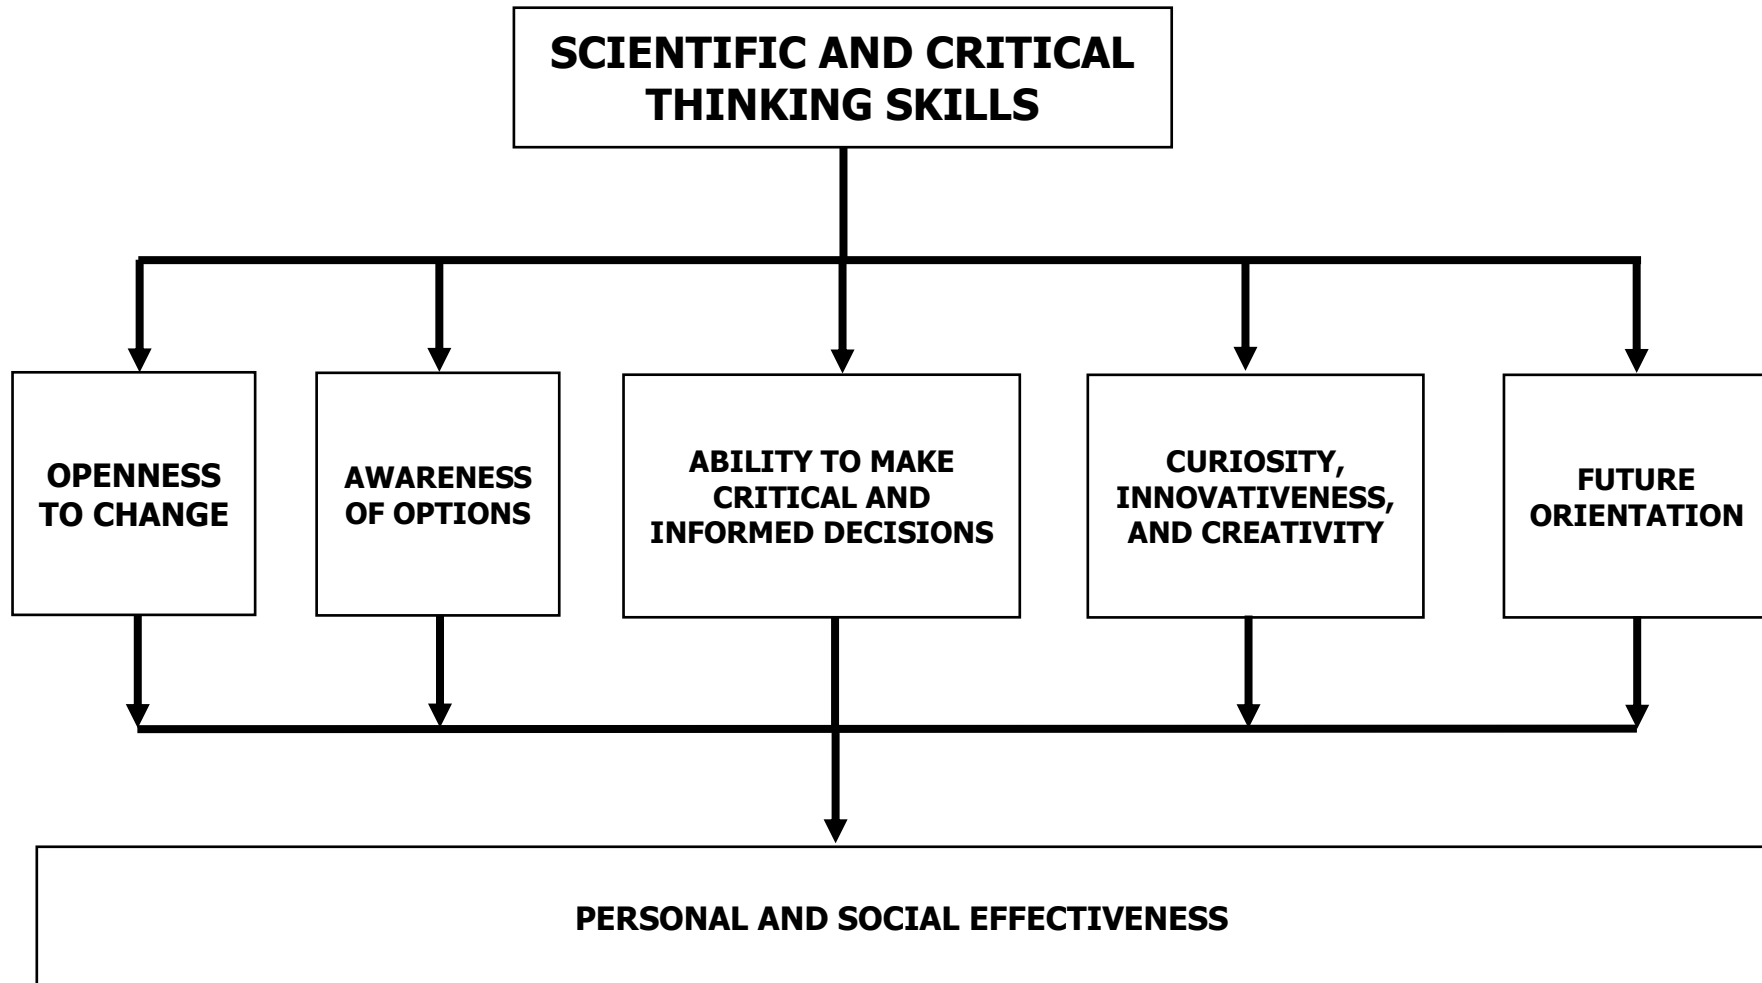 SCIENTIFIC AND CRITICAL
THINKING SKILLS
OPENNESS
TO CHANGE
AWARENESS
OF OPTIONS
ABILITY TO MAKE
CRITICAL AND
INFORMED DECISIONS
CURIOSITY,
INNOVATIVENESS,
AND CREATIVITY
FUTURE
ORIENTATION
PERSONAL AND SOCIAL EFFECTIVENESS